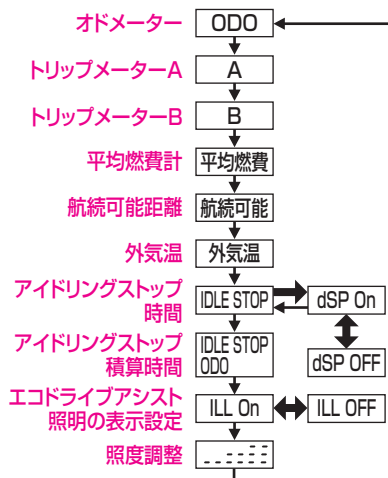 オドメーター ODO
トリップメーターA A
トリップメーターB B
平均燃費計 平均燃費
航続可能距離 航続可能
外気温 外気温
アイドリングストップ
時間
IDLE STOP dSP On
dSP OFF
アイドリングストップ
積算時間
IDLE STOP
ODO
エコドライブアシスト
照明の表示設定
ILL On ILL OFF
照度調整